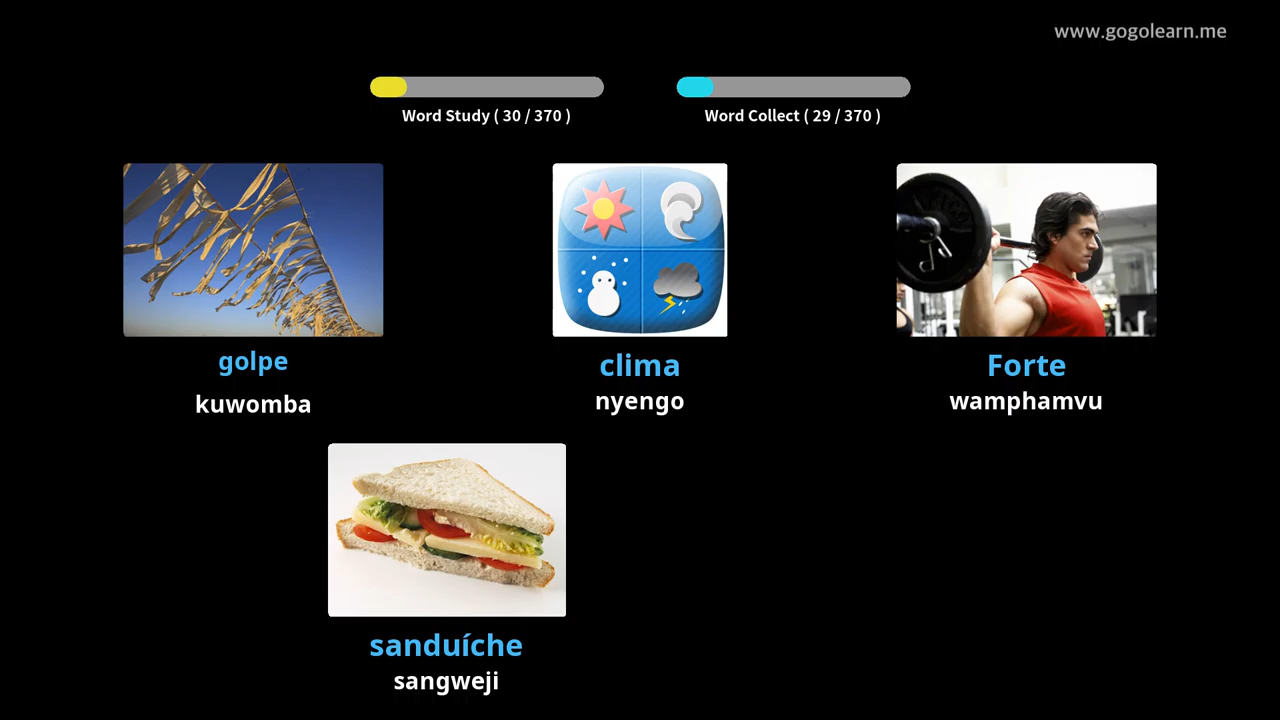 www.gogolearn.me
Word Study ( 30 / 370 )
Word Collect ( 29 / 370 )
golpe
kuwomba
clima
nyengo
Forte
wamphamvu
sanduíche
sangweji